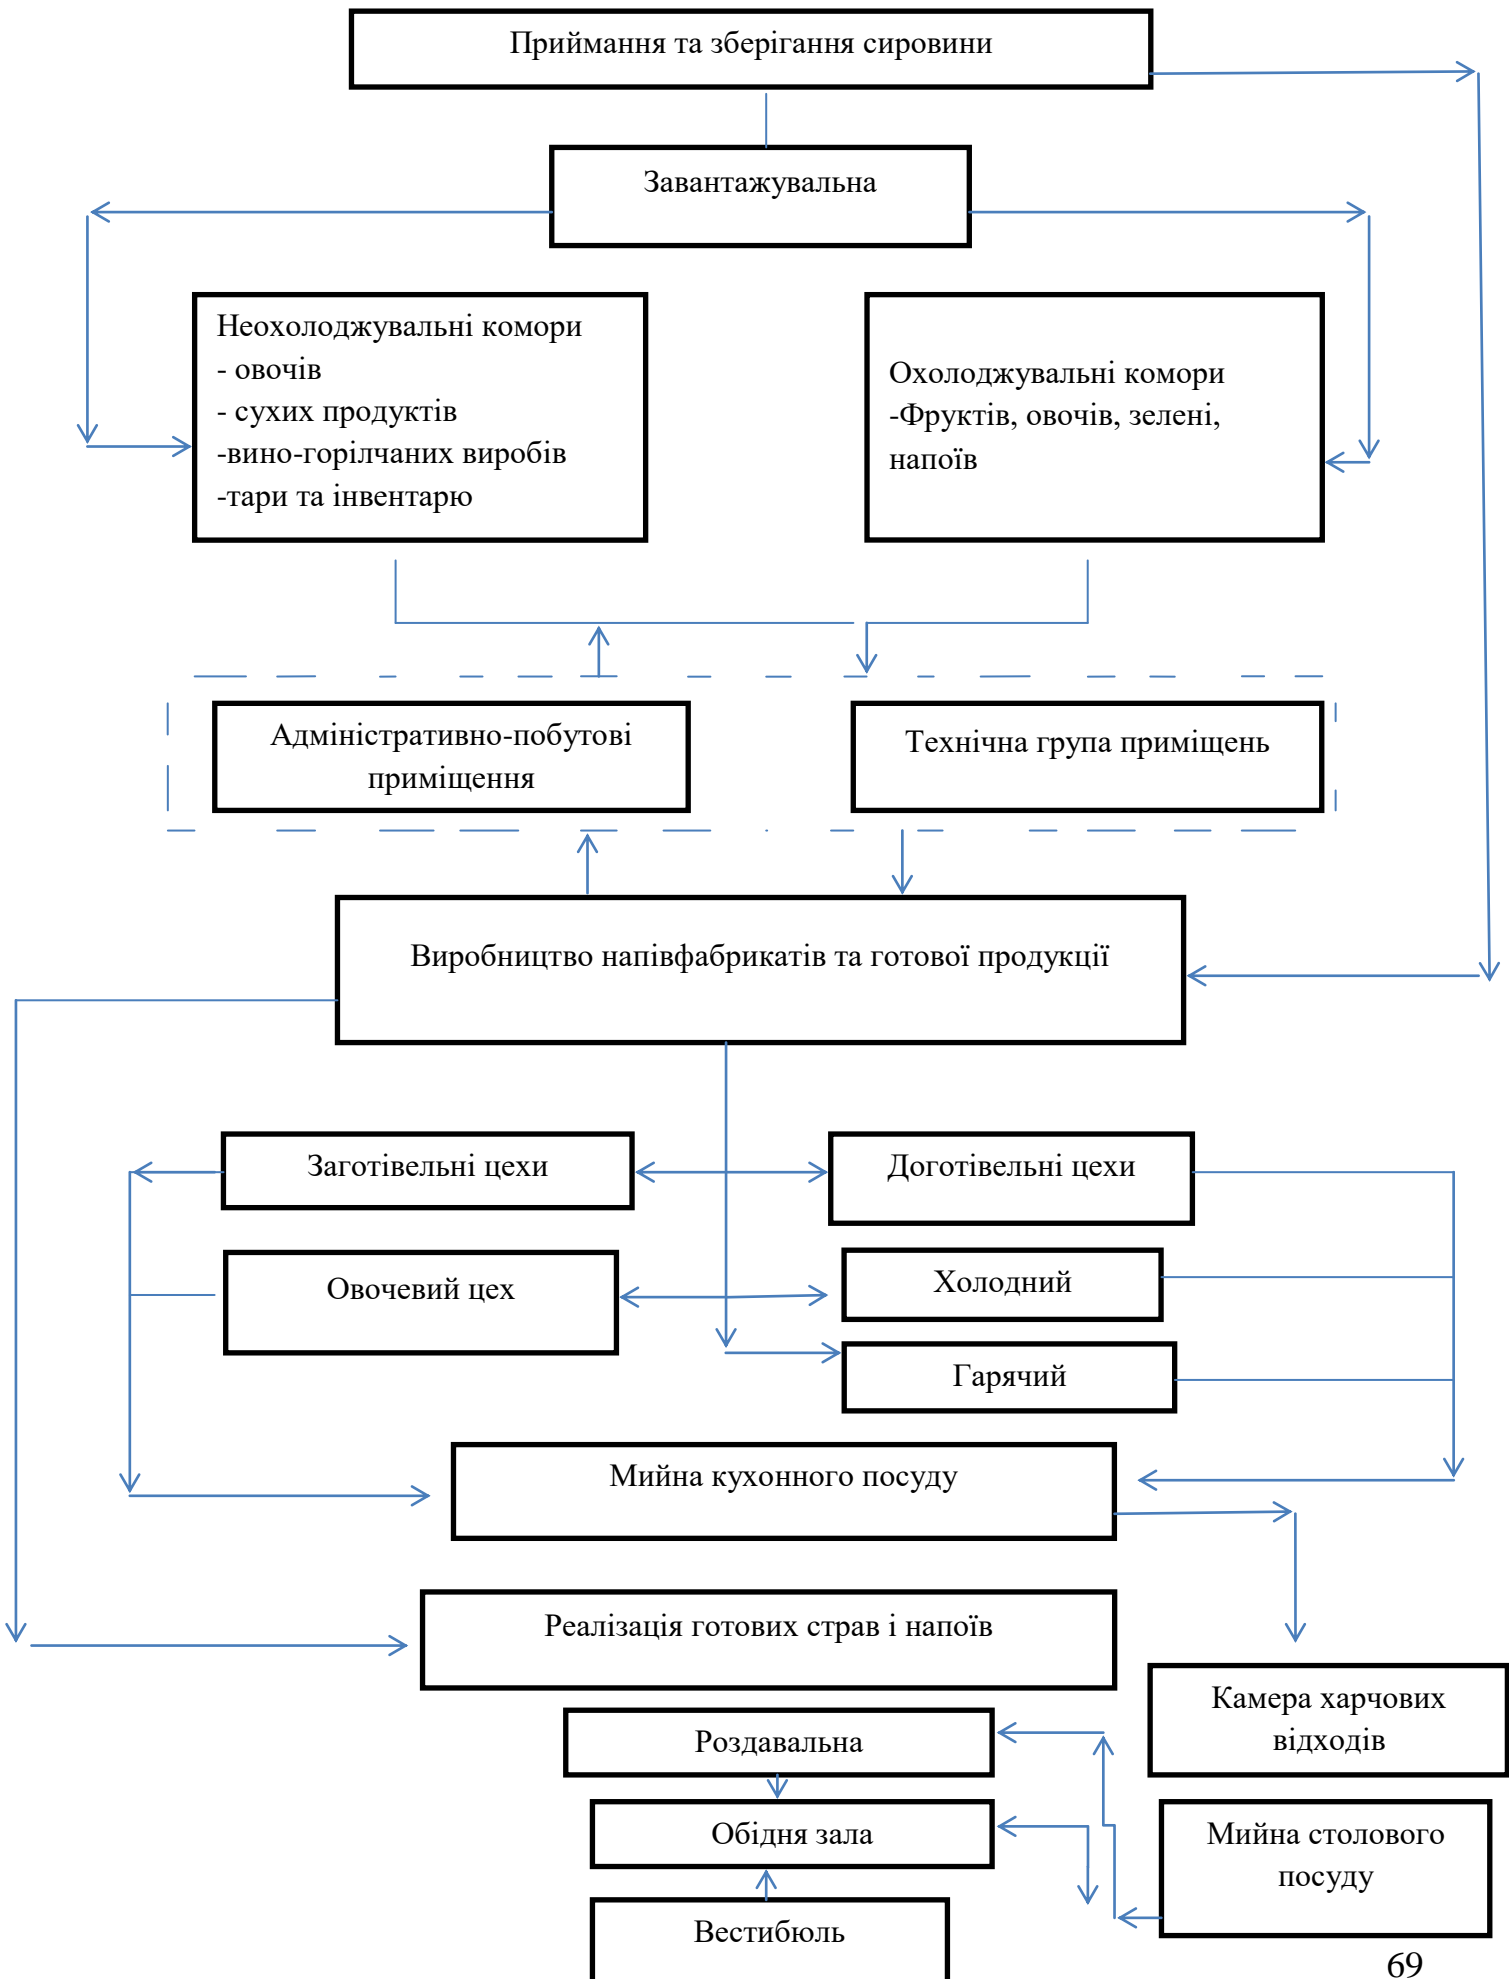 Приймання та зберігання сировини
Завантажувальна
Неохолоджувальні комори
- овочів
- сухих продуктів
-вино-горілчаних виробів
-тари та інвентарю
Охолоджувальні комори
-Фруктів, овочів, зелені,
напоїв
Адміністративно-побутові
приміщення
Технічна група приміщень
Виробництво напівфабрикатів та готової продукції
Заготівельні цехи
Доготівельні цехи
Овочевий цех
Холодний
Гарячий
Мийна кухонного посуду
Реалізація готових страв і напоїв
Камера харчових
відходів
Роздавальна
Обідня зала
Мийна столового
посуду
Вестибюль
69